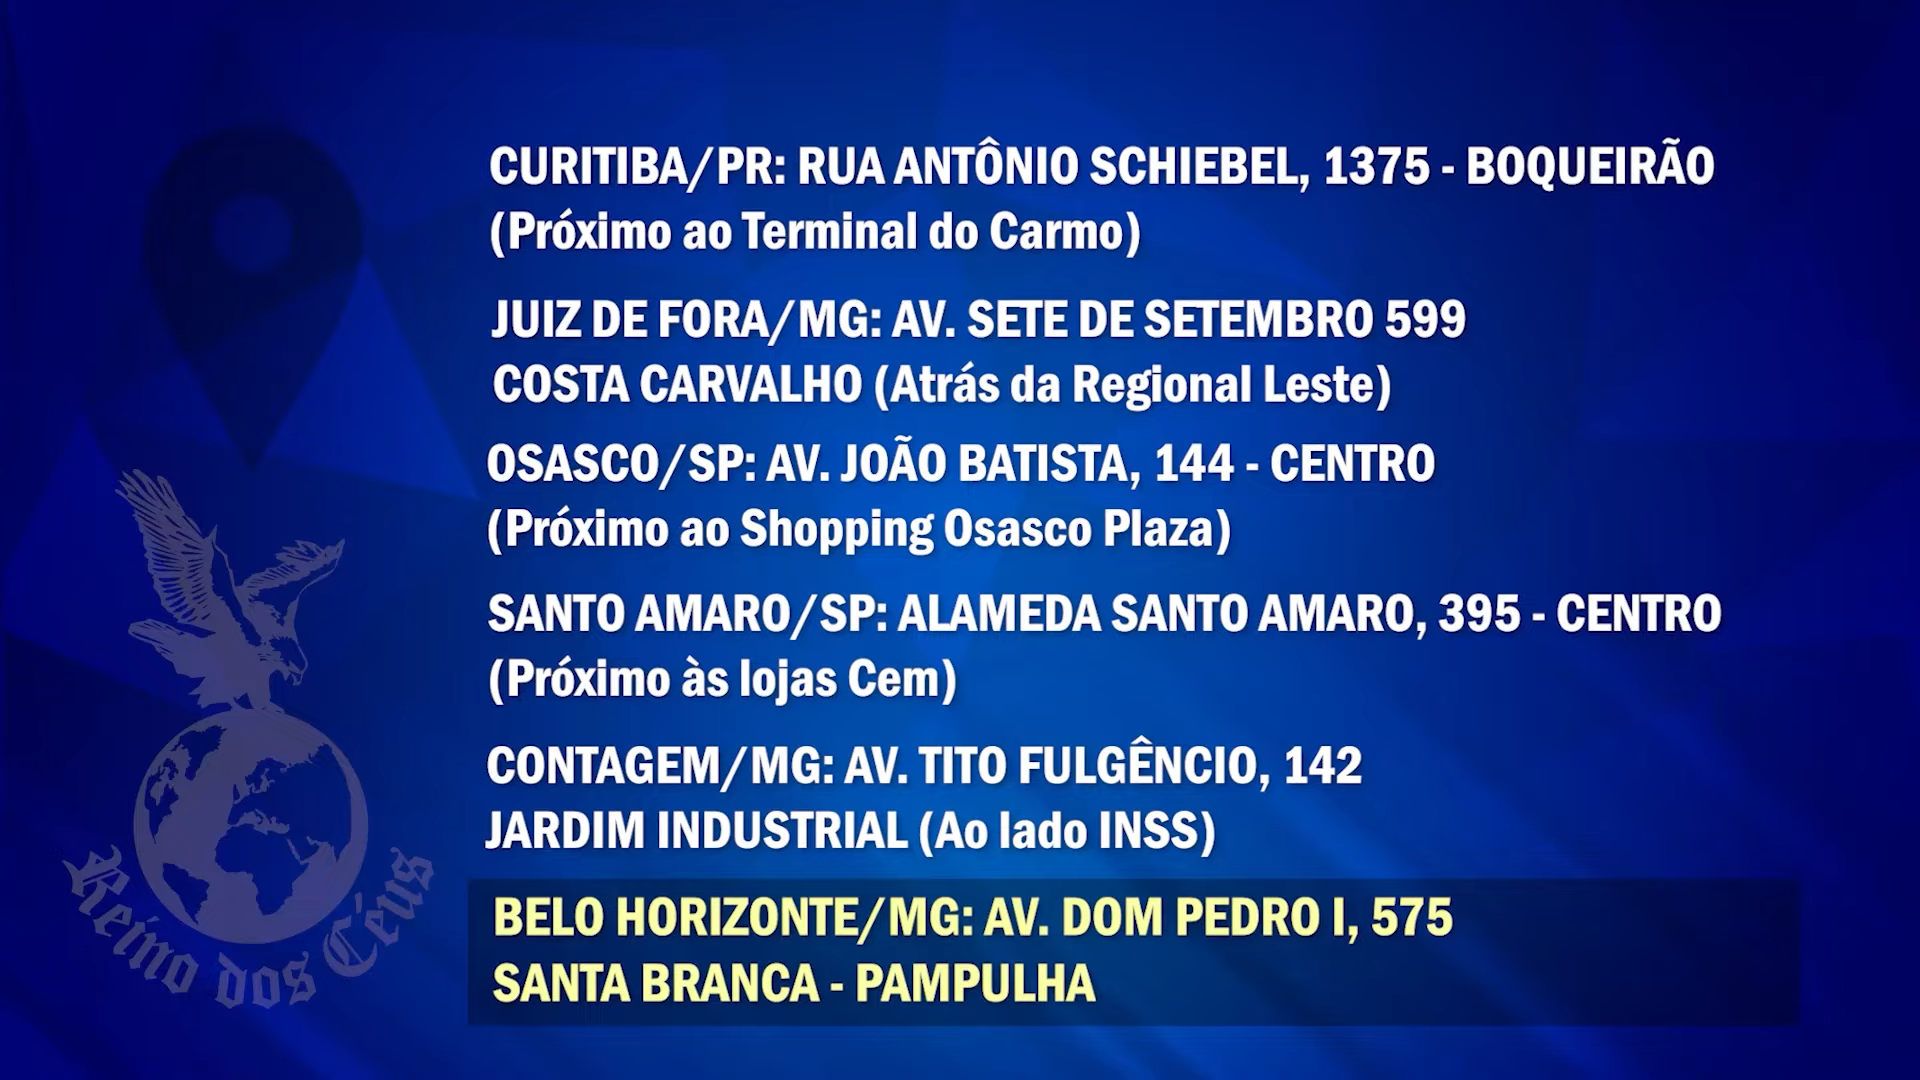 CURITIBA/PR: RUA ANTÔNIO SCHIEBEL, 1375 - BOQUEIRÃO
(Próximo ao Terminal do Carmo)
JUIZ DE FORA/MG: AV. SETE DE SETEMBRO 599
COSTA CARVALHO (Atrás da Regional Leste)
OSASCO/SP: AV. JOÃO BATISTA, 144 - CENTRO
(Próximo ao Shopping Osasco Plaza)
SANTO AMARO/SP: ALAMEDA SANTO AMARO, 395 - CENTRO
(Próximo às lojas Cem)
CONTAGEM/MG: AV. TITO FULGÊNCIO, 142
JARDIM INDUSTRIAL (Ao lado INSS)
BELO HORIZONTE/MG: AV. DOM PEDRO I, 575
SANTA BRANCA - PAMPULHA
Reino dos Céus